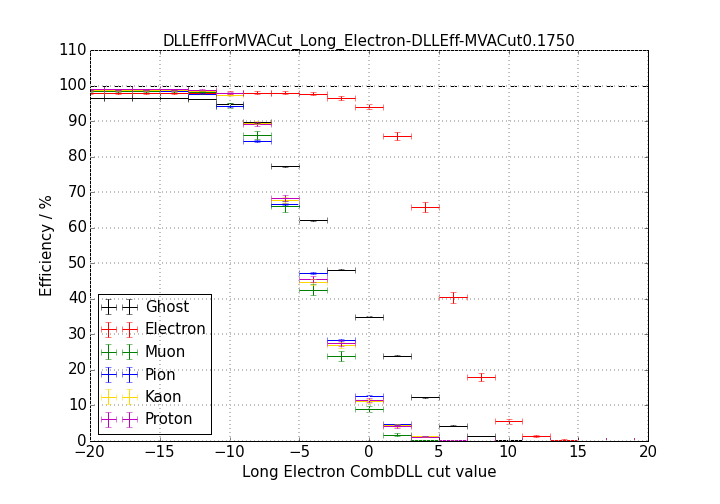 DLLEffForMVACut_Long_Electron-DLLEff-MVACut0.1750
110
100
90
80
70
60
50
40
30
20
10
0
Efficiency / %
Ghost
Electron
Muon
Pion
Kaon
Proton
−20 −15 −10 −5 0 5 10 15 20
Long Electron CombDLL cut value